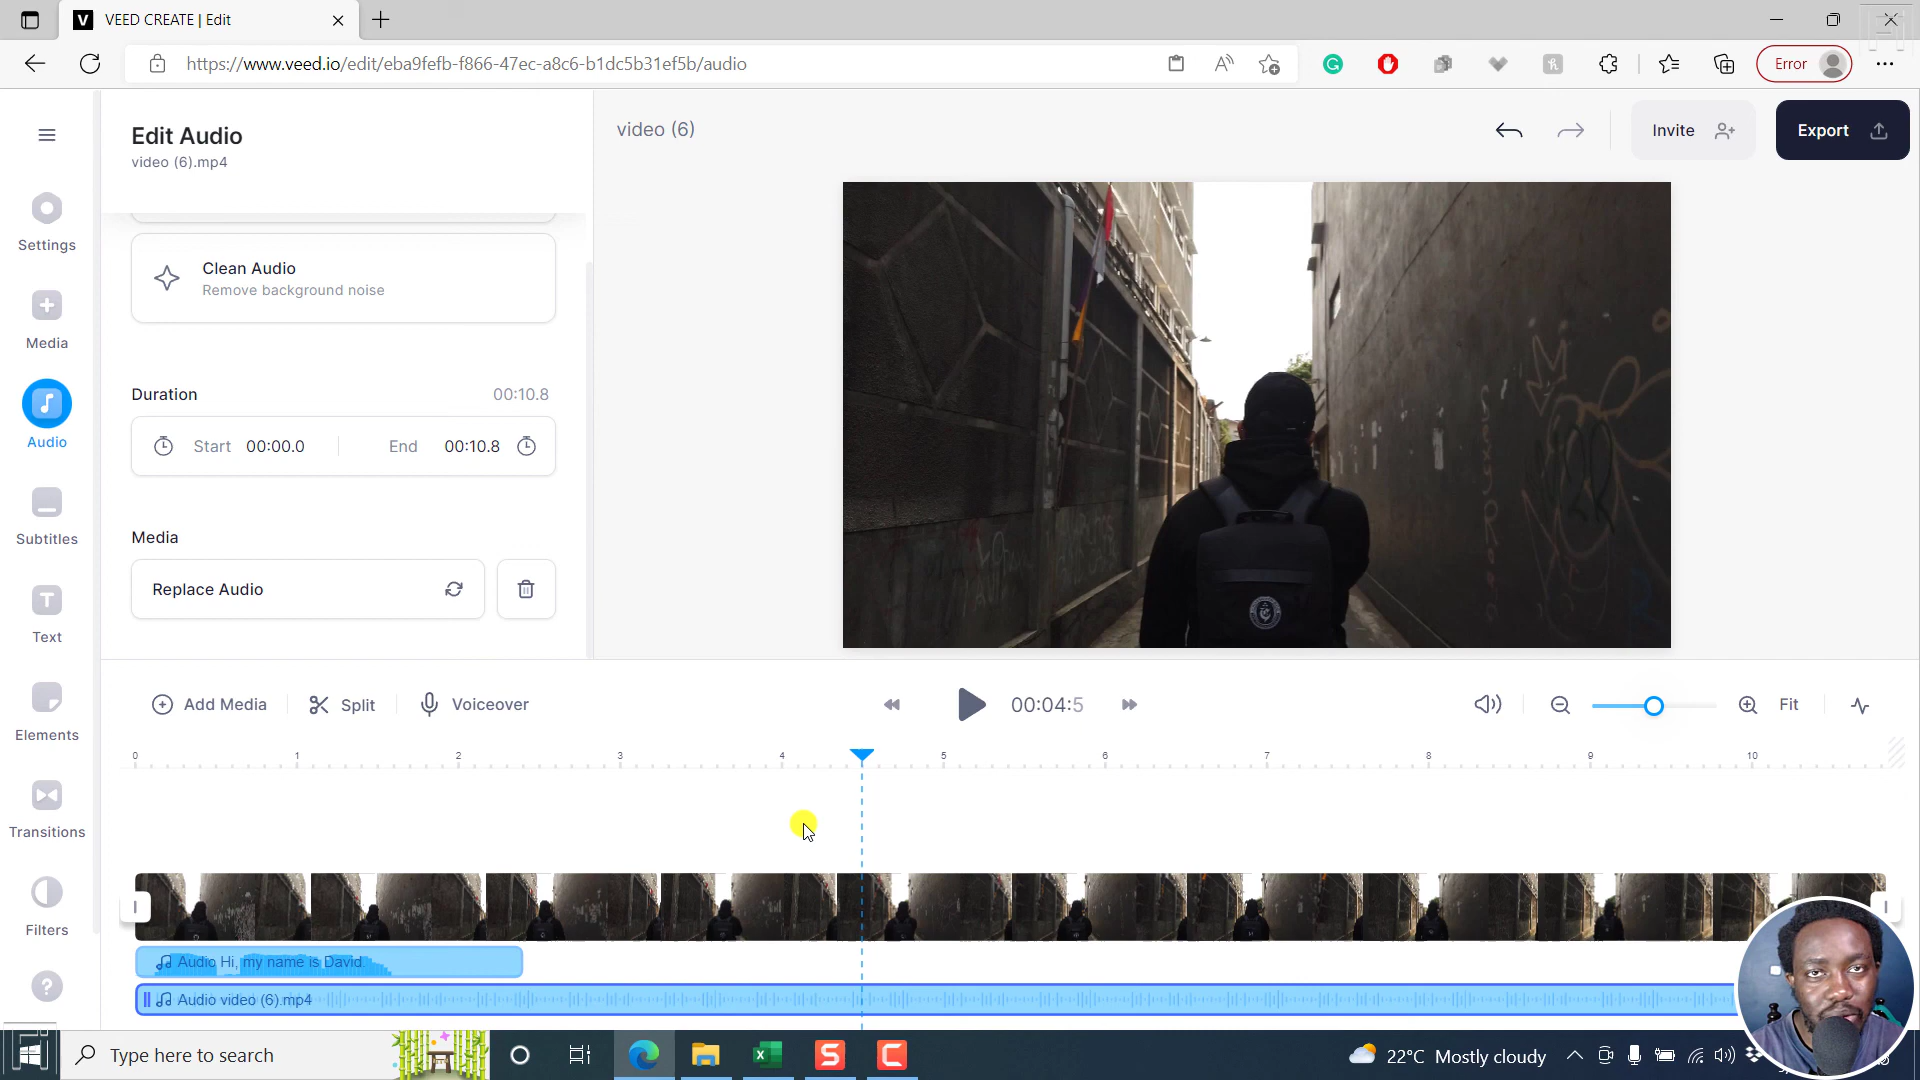 VEED CREATE | Edit
https://www.veed.io/edit/eba9fefb-f866-47ec-a8c6-b1dc5b31ef5b/audio
Error
Edit Audio
video (6).mp4
video (6)
Invite
Export
Settings
Media
Audio
Subtitles
Text
Elements
Transitions
Filters
Clean Audio
Remove background noise
Duration
00:10.8
Start 00:00.0
End 00:10.8
Media
Replace Audio
Add Media
Split
Voiceover
00:04:5
Fit
0 1 2 3 4 5 6 7 8 9 10
Audio Hi, my name is David.
Audio video (6).mp4
Type here to search
22°C Mostly cloudy